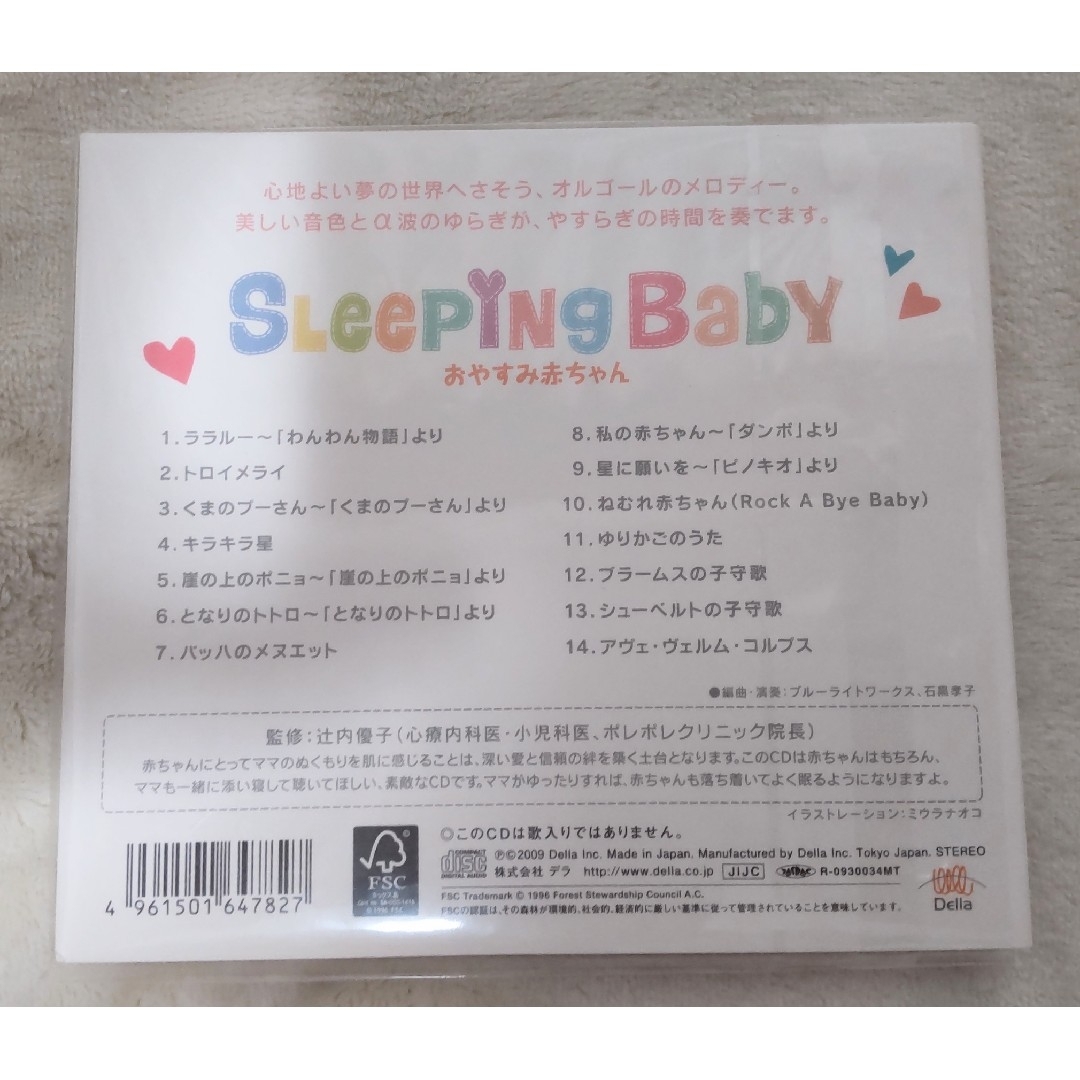 心地よい夢の世界へさそう、オルゴールのメロディー。
美しい音色とα波のゆらぎが、やすらぎの時間を奏でます。
SLeePiNg BabY
おやすみ赤ちゃん
1.ララルー～「わんわん物語」より
2.トロイメライ
3.くまのプーさん～「くまのプーさん」より
4.キラキラ星
5.崖の上のポニョ～「崖の上のポニョ」より
6.となりのトトロ～「となりのトトロ」より
7.バッハのメヌエット
8.私の赤ちゃん～「ダンボ」より
9.星に願いを～「ピノキオ」より
10.ねむれ赤ちゃん(Rock A Bye Baby)
11.ゆりかごのうた
12.ブラームスの子守歌
13.シューベルトの子守歌
14.アヴェ・ヴェルム・コルプス
●編曲・演奏:ブルーライトワークス、石黒孝子
監修:辻内優子(心療内科医・小児科医、ポレポレクリニック院長)
赤ちゃんにとってママのぬくもりを肌に感じることは、深い愛と信頼の絆を築く土台となります。このCDは赤ちゃんはもちろん、
ママも一緒に添い寝して聴いてほしい、素敵なCDです。ママがゆったりすれば、赤ちゃんも落ち着いてよく眠るようになりますよ。
イラストレーション:ミウラナオコ
◎このCDは歌入りではありません。
COMPACT disc DIGITAL AUDIO
℗©2009 Della Inc. Made in Japan. Manufactured by Della Inc. Tokyo Japan. STEREO
株式会社 デラ http://www.della.co.jp JIJC R-0930034MT
FSC Trademark © 1996 Forest Stewardship Council A.C.
FSCの認証は、その森林が環境的、社会的、経済的に厳しい基準に従って管理されていることを意味しています。
FSC
© 1996 FSC
Della
4 961501 647827